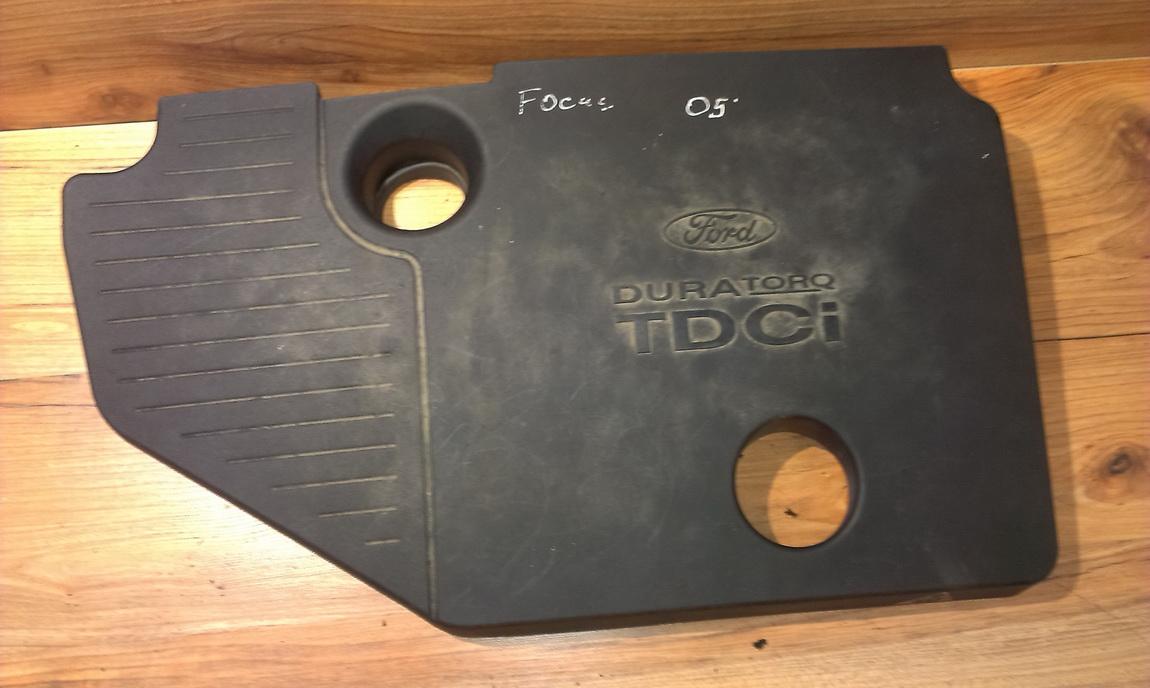 Focus 05'
Ford
DURATORQ
TDCi